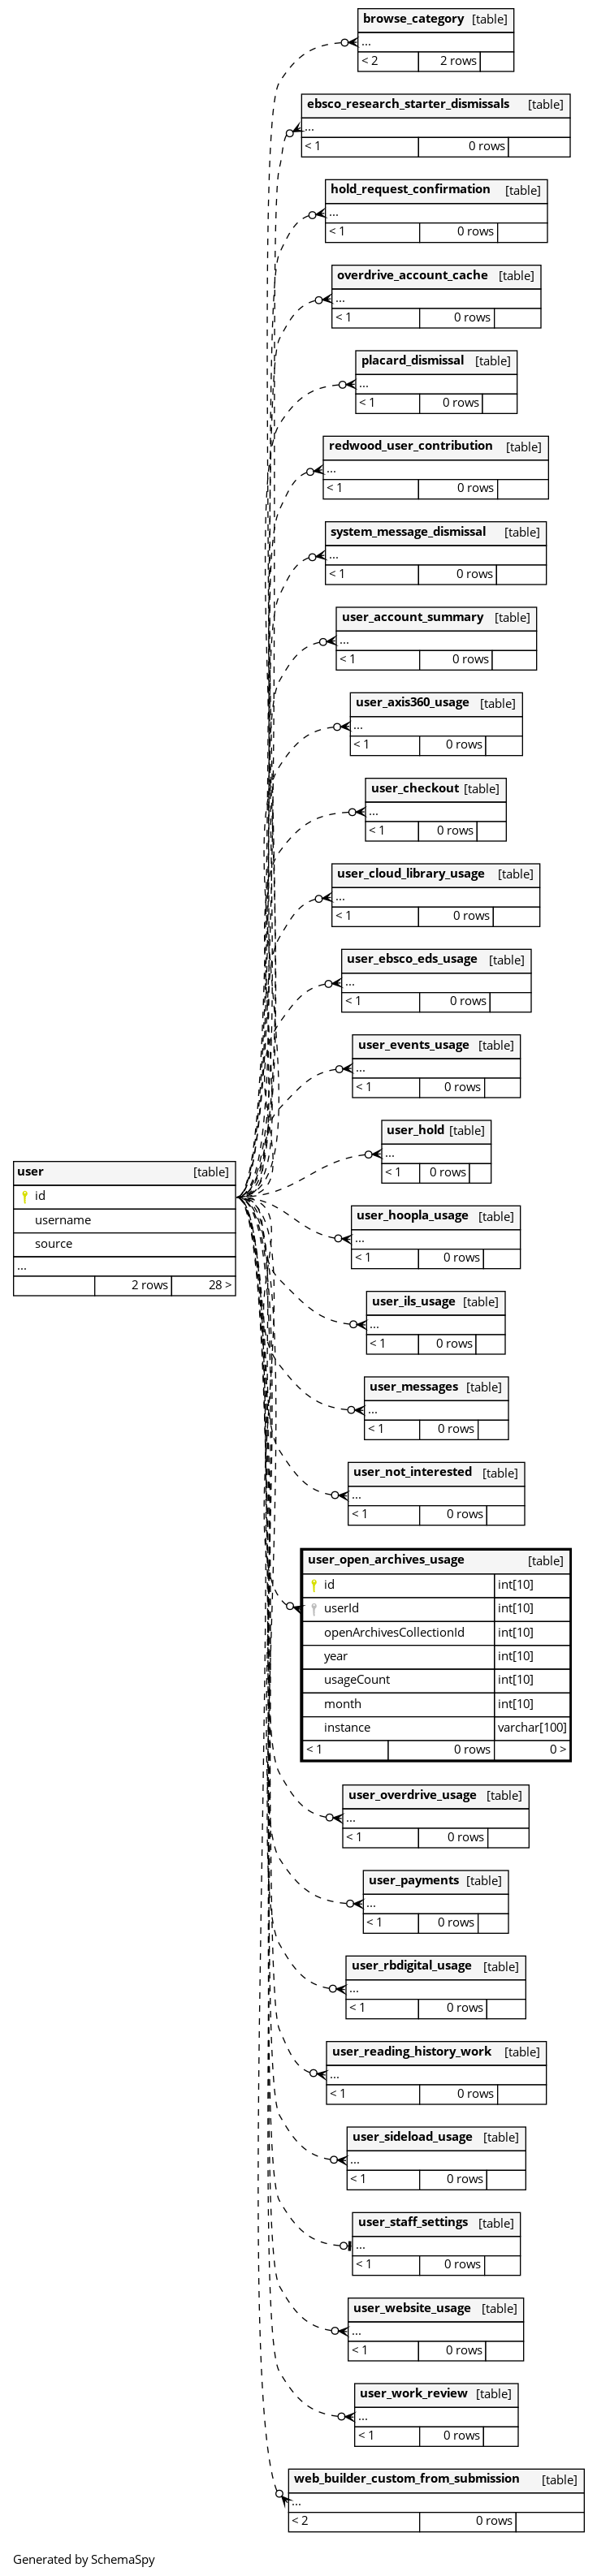 browse_category [table]
...
< 2 2 rows
ebsco_research_starter_dismissals [table]
...
< 1 0 rows
hold_request_confirmation [table]
...
< 1 0 rows
overdrive_account_cache [table]
...
< 1 0 rows
placard_dismissal [table]
...
< 1 0 rows
redwood_user_contribution [table]
...
< 1 0 rows
system_message_dismissal [table]
...
< 1 0 rows
user_account_summary [table]
...
< 1 0 rows
user_axis360_usage [table]
...
< 1 0 rows
user_checkout [table]
...
< 1 0 rows
user_cloud_library_usage [table]
...
< 1 0 rows
user_ebsco_eds_usage [table]
...
< 1 0 rows
user_events_usage [table]
...
< 1 0 rows
user_hold [table]
...
< 1 0 rows
user [table]
id
username
source
...
2 rows 28 >
user_hoopla_usage [table]
...
< 1 0 rows
user_ils_usage [table]
...
< 1 0 rows
user_messages [table]
...
< 1 0 rows
user_not_interested [table]
...
< 1 0 rows
user_open_archives_usage [table]
id int[10]
userId int[10]
openArchivesCollectionId int[10]
year int[10]
usageCount int[10]
month int[10]
instance varchar[100]
< 1 0 rows 0 >
user_overdrive_usage [table]
...
< 1 0 rows
user_payments [table]
...
< 1 0 rows
user_rbdigital_usage [table]
...
< 1 0 rows
user_reading_history_work [table]
...
< 1 0 rows
user_sideload_usage [table]
...
< 1 0 rows
user_staff_settings [table]
...
< 1 0 rows
user_website_usage [table]
...
< 1 0 rows
user_work_review [table]
...
< 1 0 rows
web_builder_custom_from_submission [table]
...
< 2 0 rows
Generated by SchemaSpy